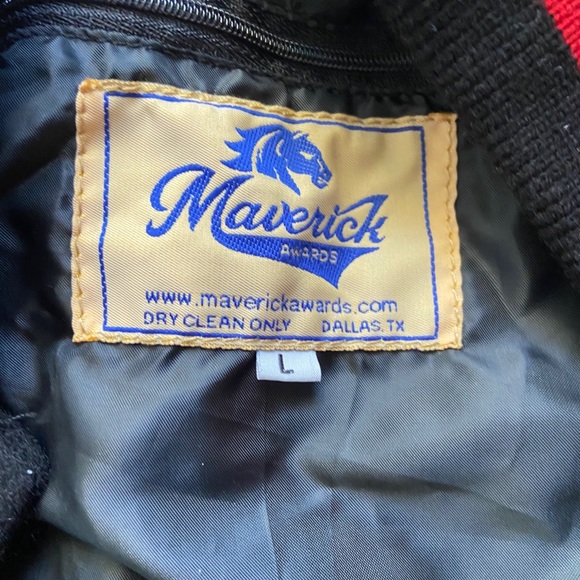 Maverick
AWARDS
www.maverickawards.com
DRY CLEAN ONLY DALLAS, TX
L